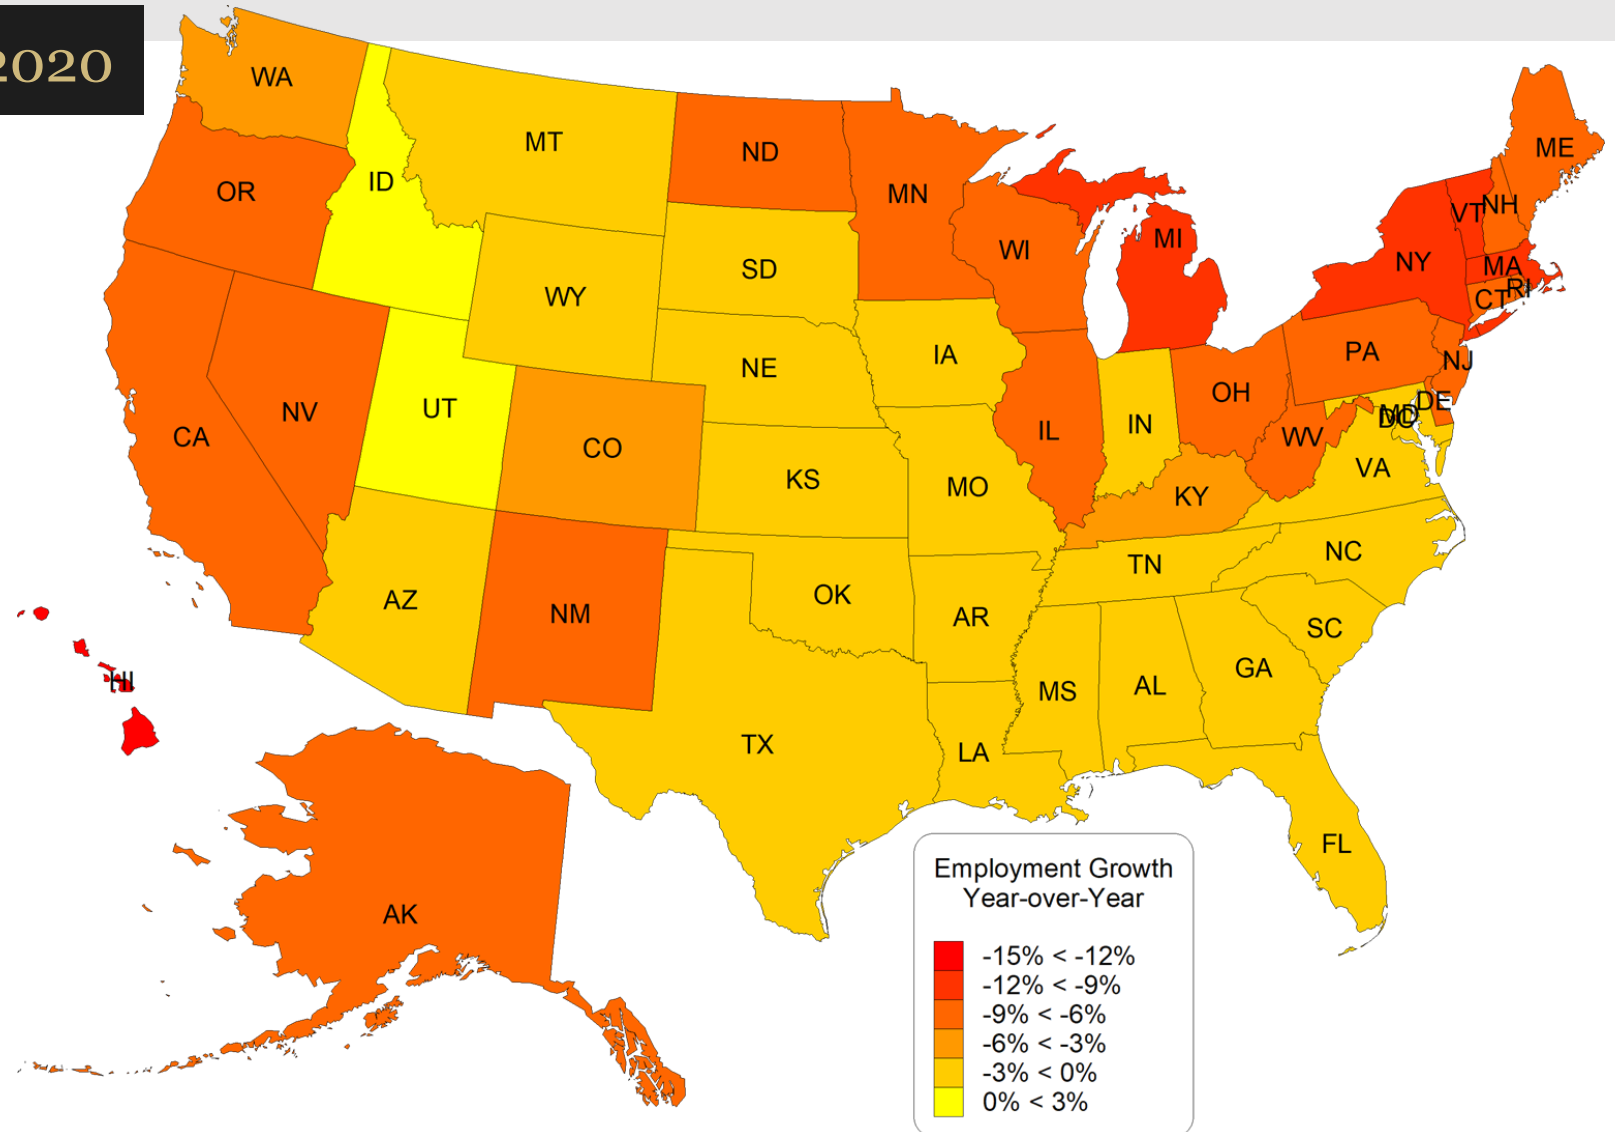 2020
WA
MT
ND
MN
ME
OR
ID
VT
NH
WI
MI
NY
MA
SD
WY
RI
CT
IA
PA
NJ
NE
OH
DE
MD
DC
NV
UT
CA
CO
IL
IN
WV
VA
KS
MO
KY
NC
TN
OK
AZ
NM
AR
SC
GA
HI
MS
AL
TX
LA
FL
AK
Employment Growth
Year-over-Year
-15% < -12%
-12% < -9%
-9% < -6%
-6% < -3%
-3% < 0%
0% < 3%